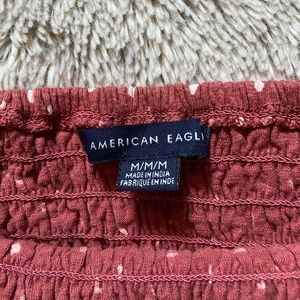 AMERICAN EAGL
M/M/M
MADE IN INDIA
FABRIQUÉ EN INDE